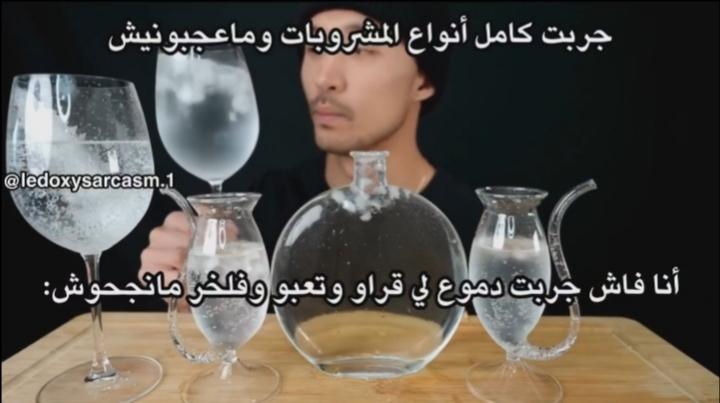 جربت كامل أنواع المشروبات وماعجبونيش
@ledoxysarcasm.1
أنا فاش جربت دموع لي قراو وتعبو وفلخر مانجحوش: